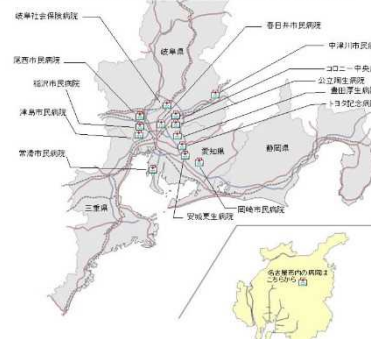 岐阜社会保険病院
春日井市民病院
岐阜県
尾西市民病院
中津川市民病
コロニー中央
稲沢市民病院
公立陶生病院
豊田厚生病
津島市民病院
トヨタ記念病
愛知県
静岡県
常滑市民病院
岡崎市民病院
三重県
安城更生病院
名古屋市内の病院は
こちらから